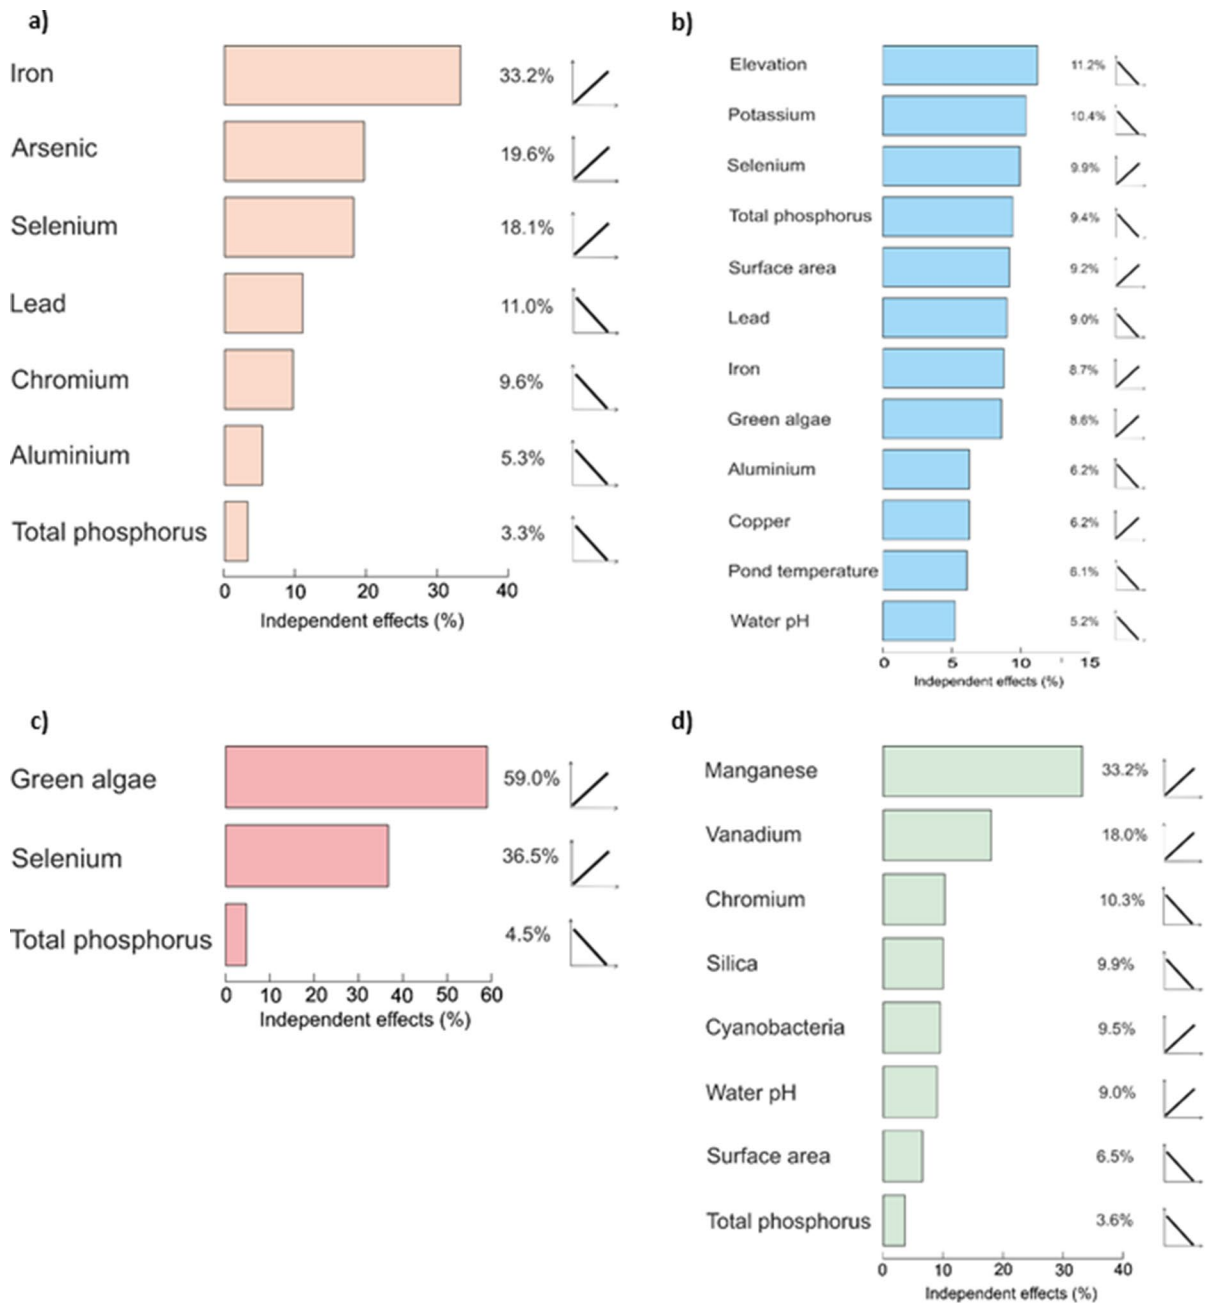 a)
Iron 33.2%
Arsenic 19.6%
Selenium 18.1%
Lead 11.0%
Chromium 9.6%
Aluminium 5.3%
Total phosphorus 3.3%
0 10 20 30 40
Independent effects (%)
b)
Elevation 11.2%
Potassium 10.4%
Selenium 9.9%
Total phosphorus 9.4%
Surface area 9.2%
Lead 9.0%
Iron 8.7%
Green algae 8.6%
Aluminium 6.2%
Copper 6.2%
Pond temperature 6.1%
Water pH 5.2%
0 5 10 15
Independent effects (%)
c)
Green algae 59.0%
Selenium 36.5%
Total phosphorus 4.5%
0 10 20 30 40 50 60
Independent effects (%)
d)
Manganese 33.2%
Vanadium 18.0%
Chromium 10.3%
Silica 9.9%
Cyanobacteria 9.5%
Water pH 9.0%
Surface area 6.5%
Total phosphorus 3.6%
0 10 20 30 40
Independent effects (%)